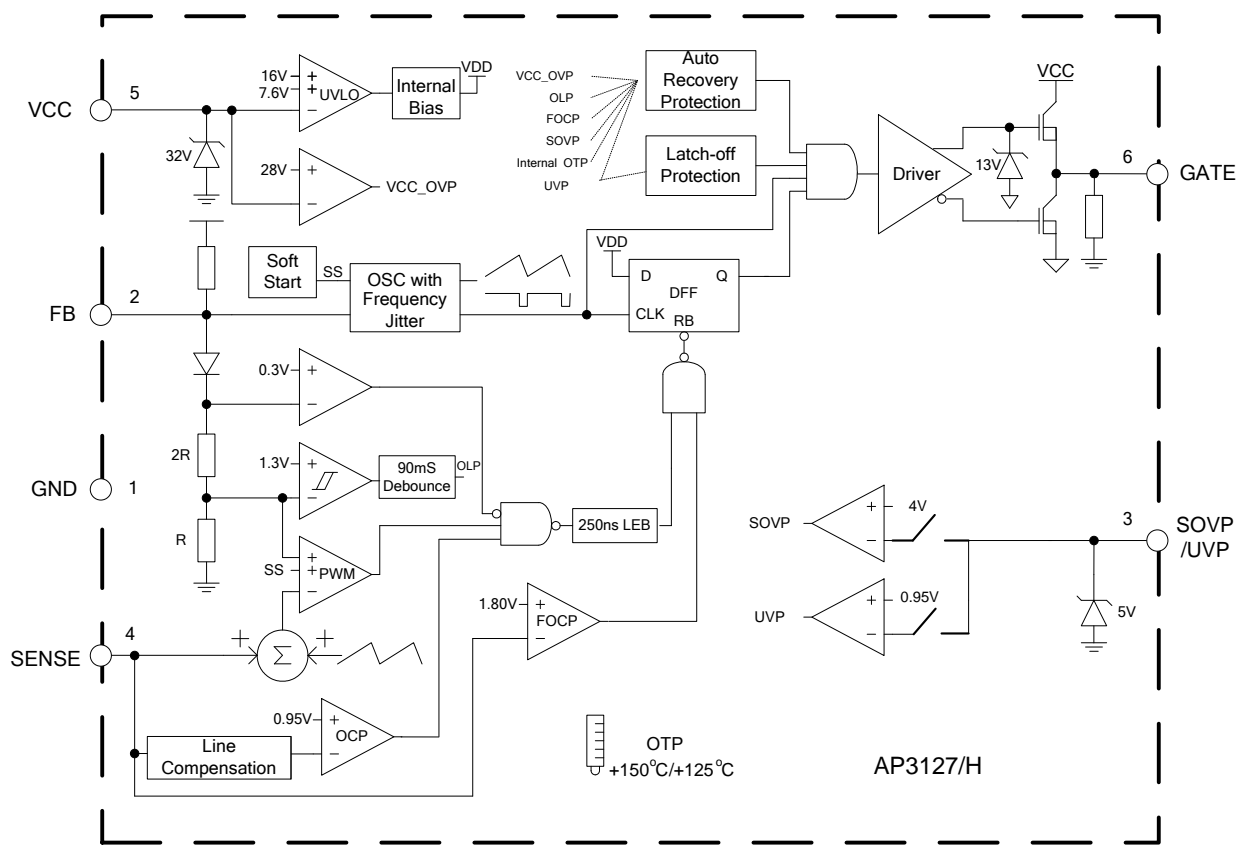 5
VCC
16V
7.6V
+
+
−
UVLO
Internal
Bias
VDD
32V
28V
+
−
VCC_OVP
VCC_OVP
OLP
FOCP
SOVP
Internal OTP
UVP
Auto
Recovery
Protection
Latch-off
Protection
Driver
VCC
13V
6
GATE
2
FB
Soft
Start
SS
OSC with
Frequency
Jitter
VDD
D
Q
DFF
CLK
RB
0.3V
+
−
2R
1.3V
+
−
90mS
Debounce
OLP
GND
1
R
SS
+
+
−
PWM
250ns LEB
4
SENSE
+
Σ
+
0.95V
+
−
OCP
Line
Compensation
1.80V
+
−
FOCP
SOVP
+
−
4V
UVP
+
−
0.95V
3
SOVP
/UVP
5V
OTP
+150°C/+125°C
AP3127/H